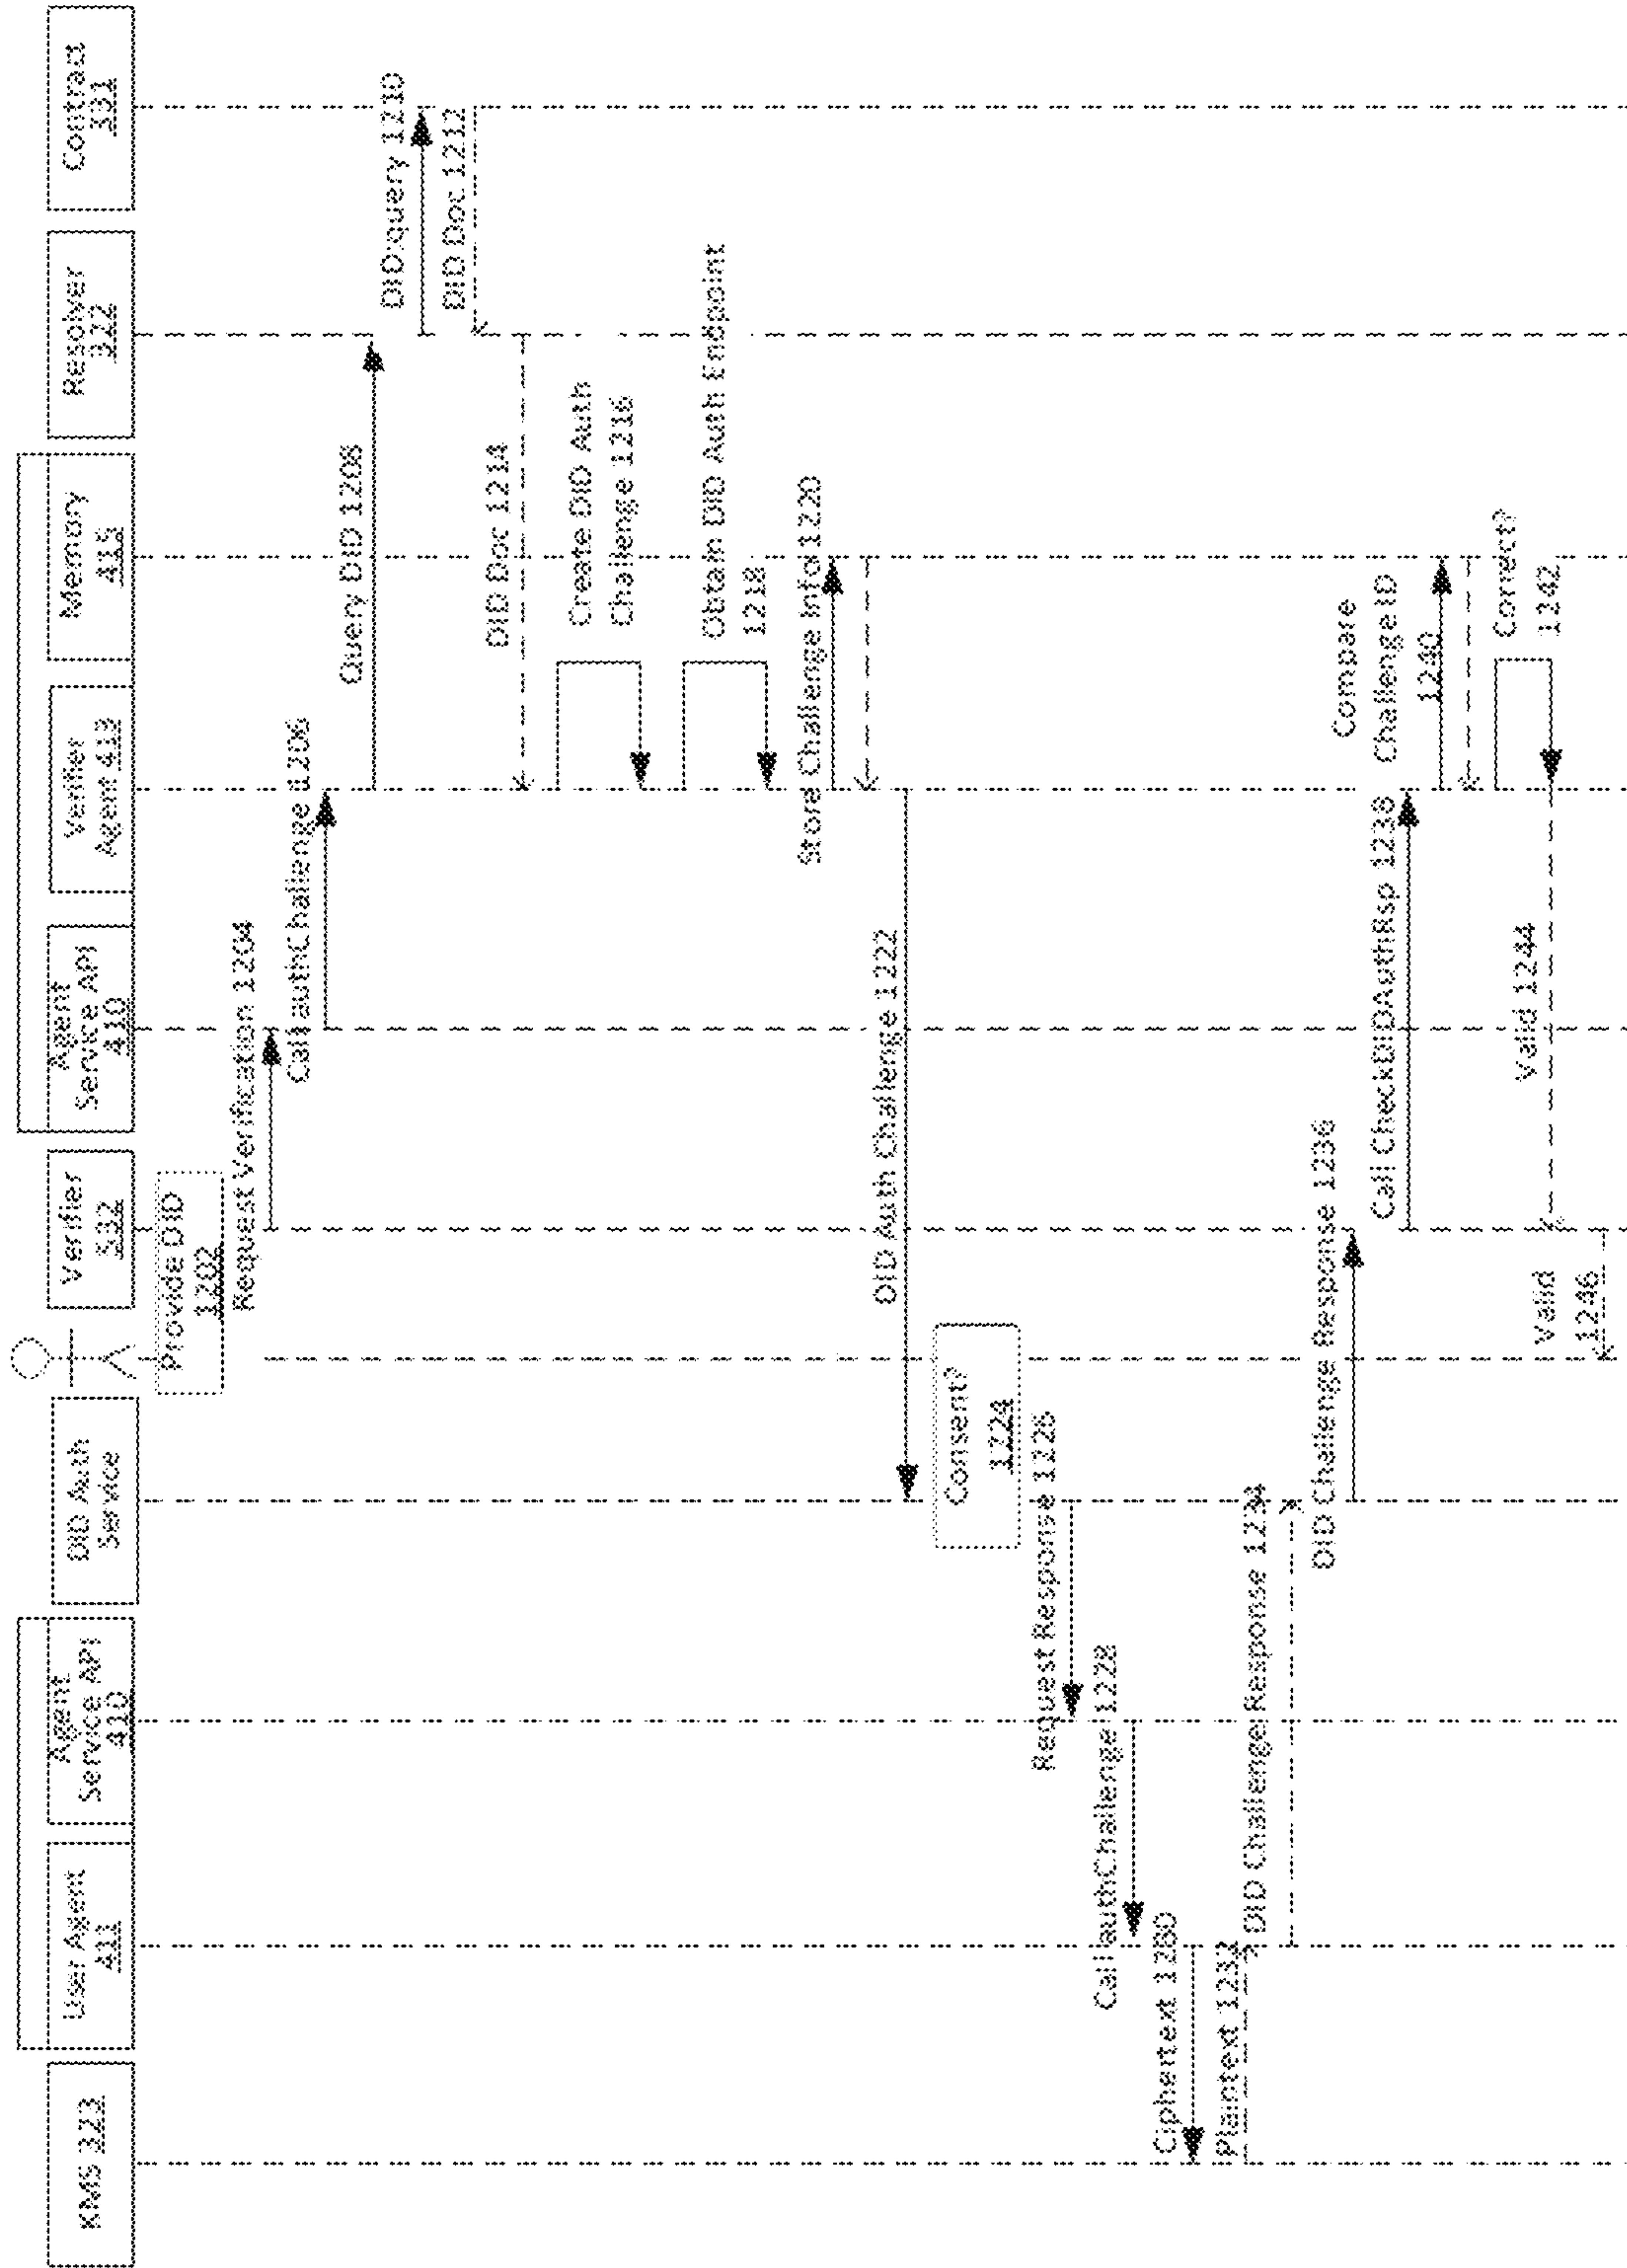 KMS 323
User Agent
411
Agent
Service API
410
DID Auth
Service
Verifier
532
Agent
Service API
410
Verifier
Agent 413
Memory
415
Resolver
322
Contract
331
Provide DID
1202
Request Verification 1204
Call authChallenge 1206
Query DID 1208
DID:query 1210
DID Doc 1212
DID Doc 1214
Create DID Auth
Challenge 1216
Obtain DID Auth Endpoint
1218
Store Challenge Info 1220
DID Auth Challenge 1222
Consent?
1224
Request Response 1226
Call authChallenge 1228
Ciphertext 1230
Plaintext 1232
DID Challenge Response 1234
DID Challenge Response 1236
Call CheckDIDAuthRsp 1238
Compare
Challenge ID
1240
Correct?
1242
Valid 1244
Valid
1246